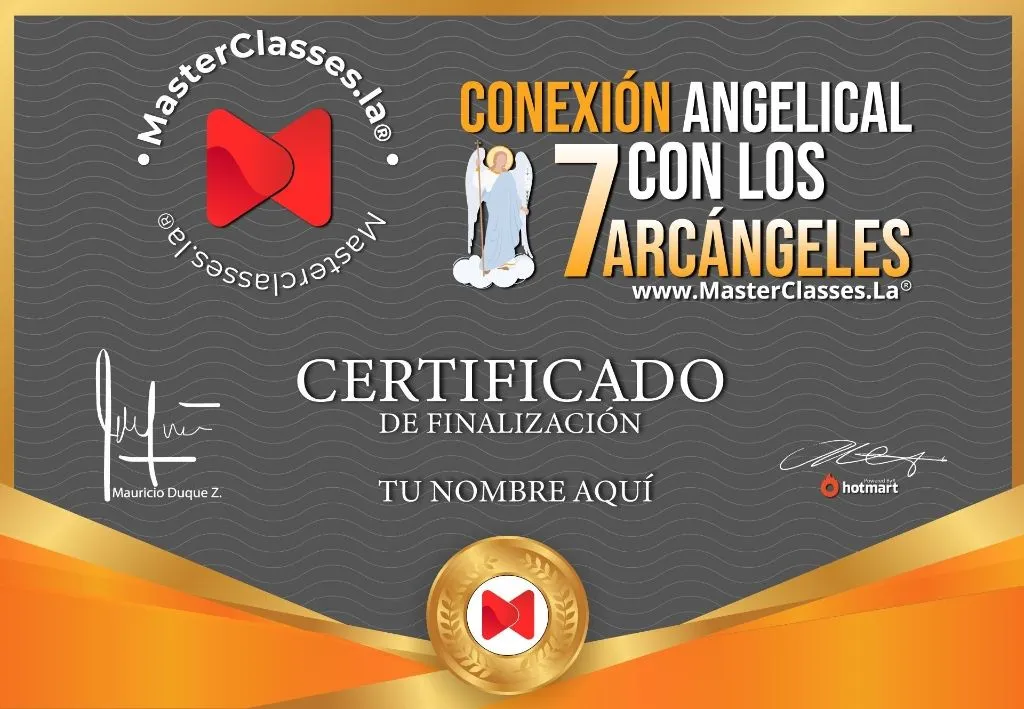 MasterClasses.la®
Masterclasses.la®
CONEXIÓN ANGELICAL
7 CON LOS
ARCÁNGELES
www.MasterClasses.La®
CERTIFICADO
DE FINALIZACIÓN
TU NOMBRE AQUÍ
Mauricio Duque Z.
Powered By
hotmart